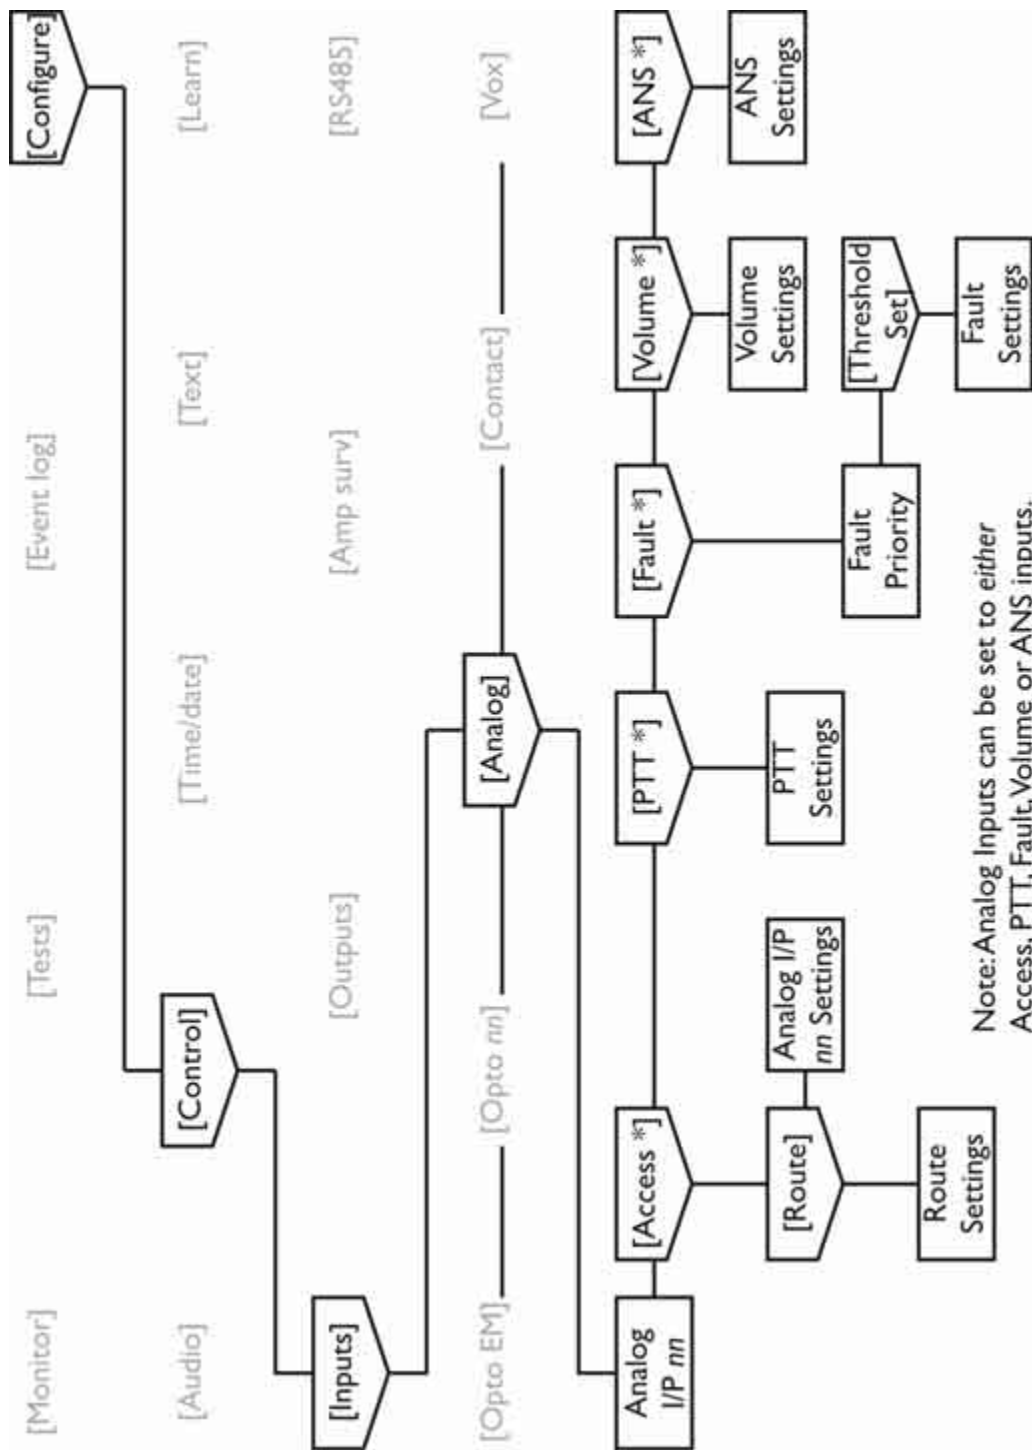 [Monitor]
[Tests]
[Event log]
[Configure]
[Audio]
[Control]
[Time/date]
[Text]
[Learn]
[Inputs]
[Outputs]
[Amp surv]
[RS485]
[Opto EM]
[Opto nn]
[Analog]
[Contact]
[Vox]
Analog
I/P nn
[Access *]
[PTT *]
[Fault *]
[Volume *]
[ANS *]
[Route]
Analog I/P
nn Settings
PTT
Settings
Volume
Settings
ANS
Settings
Route
Settings
Fault
Priority
[Threshold
Set]
Fault
Settings
Note: Analog Inputs can be set to either
Access, PTT, Fault, Volume or ANS inputs.